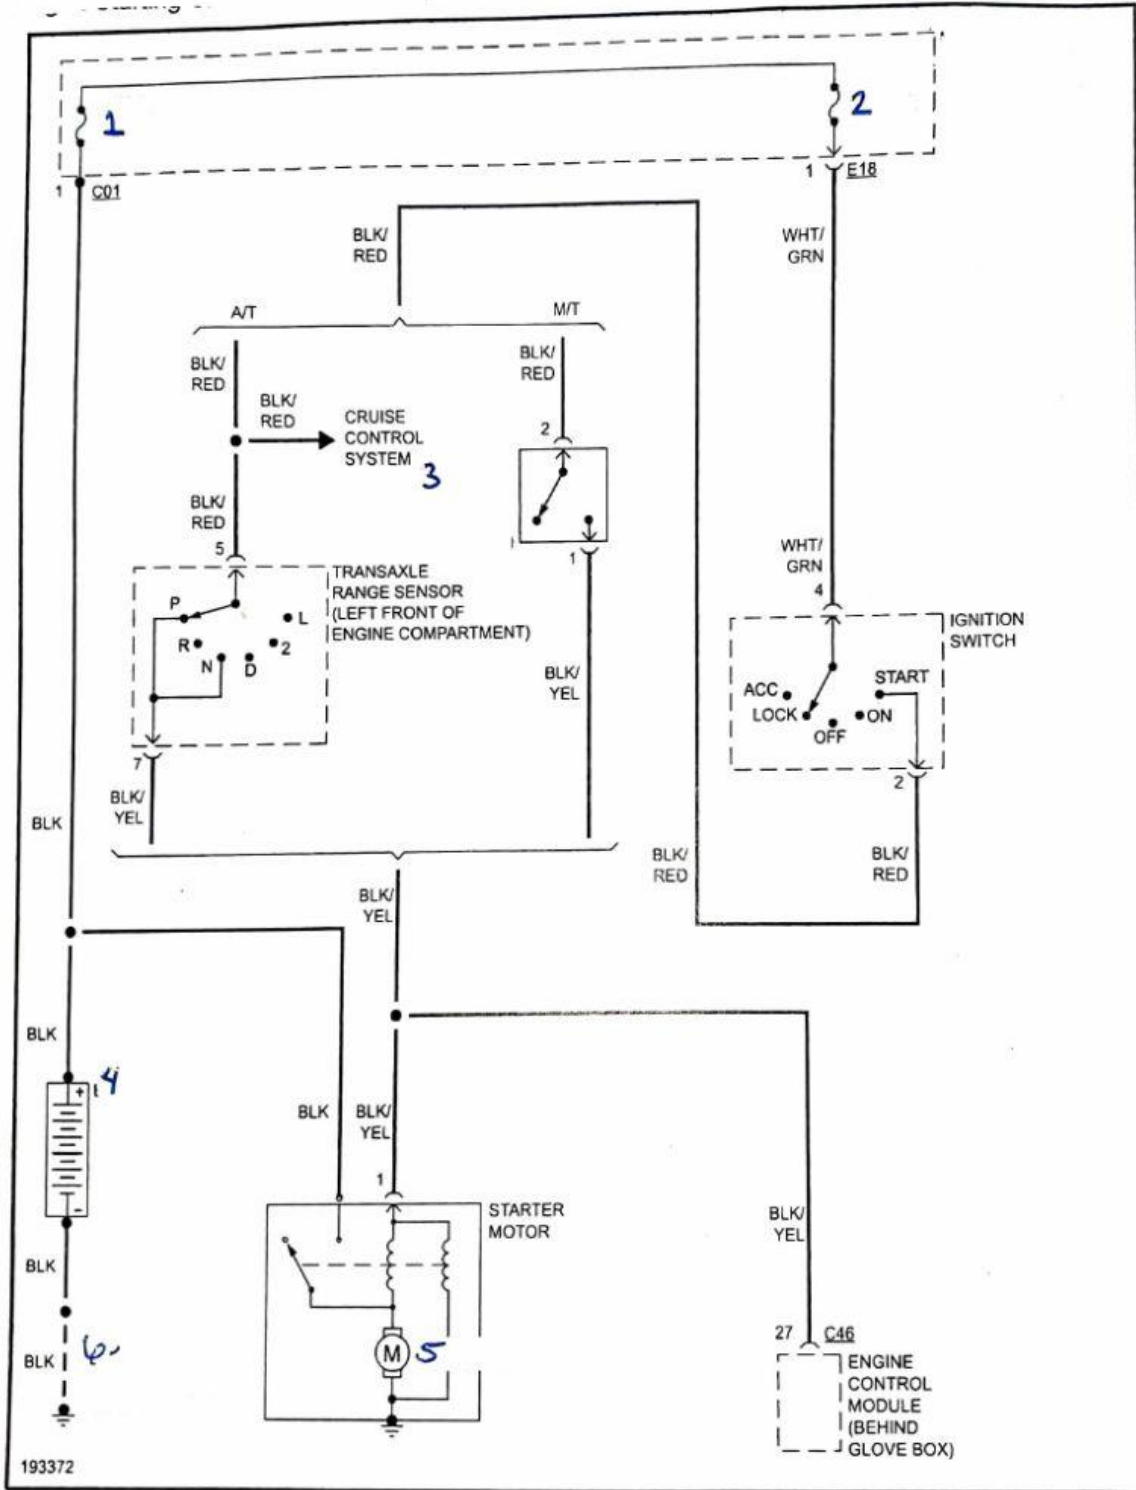 1
2
1 C01
1 E18
BLK/
RED
WHT/
GRN
A/T
M/T
BLK/
RED
BLK/
RED
BLK/
RED
CRUISE
CONTROL
SYSTEM
3
2
BLK/
RED
5
1
WHT/
GRN
4
TRANSAXLE
RANGE SENSOR
(LEFT FRONT OF
ENGINE COMPARTMENT)
P
R
N
D
2
L
7
IGNITION
SWITCH
ACC
LOCK
OFF
ON
START
2
BLK/
YEL
BLK/
YEL
BLK
BLK/
RED
BLK/
RED
BLK/
YEL
BLK
+
4
-
BLK
BLK/
YEL
1
STARTER
MOTOR
M
5
BLK
BLK
6.
BLK/
YEL
27 C46
ENGINE
CONTROL
MODULE
(BEHIND
GLOVE BOX)
193372